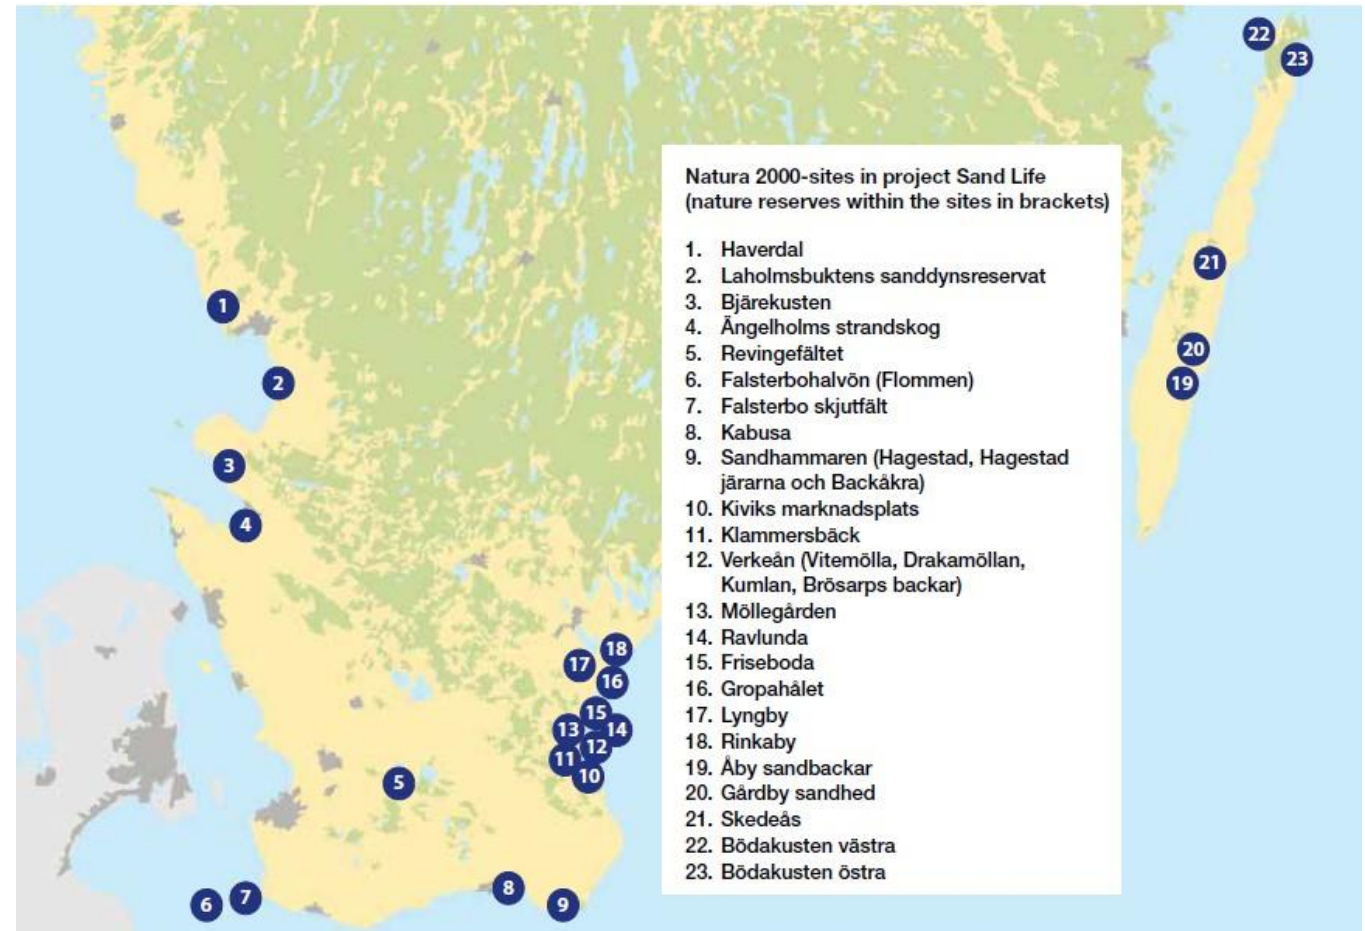 Natura 2000-sites in project Sand Life
(nature reserves within the sites in brackets)
1. Haverdal
2. Laholmsbuktens sanddynsreservat
3. Bjärekusten
4. Ängelholms strandskog
5. Revingefältet
6. Falsterbohalvön (Flommen)
7. Falsterbo skjutfält
8. Kabusa
9. Sandhammaren (Hagestad, Hagestad
järarna och Backåkra)
10. Kiviks marknadsplats
11. Klammersbäck
12. Verkeån (Vitemölla, Drakamöllan,
Kumlan, Brösarps backar)
13. Möllegården
14. Ravlunda
15. Friseboda
16. Gropahålet
17. Lyngby
18. Rinkaby
19. Åby sandbackar
20. Gårdby sandhed
21. Skedeås
22. Bödakusten västra
23. Bödakusten östra
22
23
21
1
20
2
19
3
4
18
17
16
15
13
14
12
11
10
5
8
7
6
9